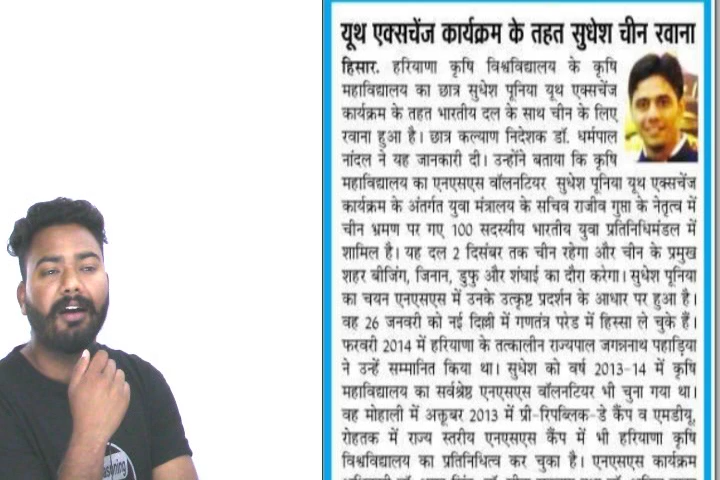 यूथ एक्सचेंज कार्यक्रम के तहत सुधेश चीन रवाना
हिसार. हरियाणा कृषि विश्वविद्यालय के कृषि
महाविद्यालय का छात्र सुधेश पूनिया यूथ एक्सचेंज
कार्यक्रम के तहत भारतीय दल के साथ चीन के लिए
रवाना हुआ है। छात्र कल्याण निदेशक डॉ. धर्मपाल
नांदल ने यह जानकारी दी। उन्होंने बताया कि कृषि
महाविद्यालय का एनएसएस वॉलनटियर सुधेश पूनिया यूथ एक्सचेंज
कार्यक्रम के अंतर्गत युवा मंत्रालय के सचिव राजीव गुप्ता के नेतृत्व में
चीन भ्रमण पर गए 100 सदस्यीय भारतीय युवा प्रतिनिधिमंडल में
शामिल है। यह दल 2 दिसंबर तक चीन रहेगा और चीन के प्रमुख
शहर बीजिंग, जिनान, डुफु और शंघाई का दौरा करेगा। सुधेश पूनिया
का चयन एनएसएस में उनके उत्कृष्ट प्रदर्शन के आधार पर हुआ है।
वह 26 जनवरी को नई दिल्ली में गणतंत्र परेड में हिस्सा ले चुके हैं।
फरवरी 2014 में हरियाणा के तत्कालीन राज्यपाल जगन्ननाथ पहाड़िया
ने उन्हें सम्मानित किया था। सुधेश को वर्ष 2013-14 में कृषि
महाविद्यालय का सर्वश्रेष्ठ एनएसएस वॉलनटियर भी चुना गया था।
वह मोहाली में अक्तूबर 2013 में प्री-रिपब्लिक-डे कैंप व एमडीयू,
रोहतक में राज्य स्तरीय एनएसएस कैंप में भी हरियाणा कृषि
विश्वविद्यालय का प्रतिनिधित्व कर चुका है। एनएसएस कार्यक्रम